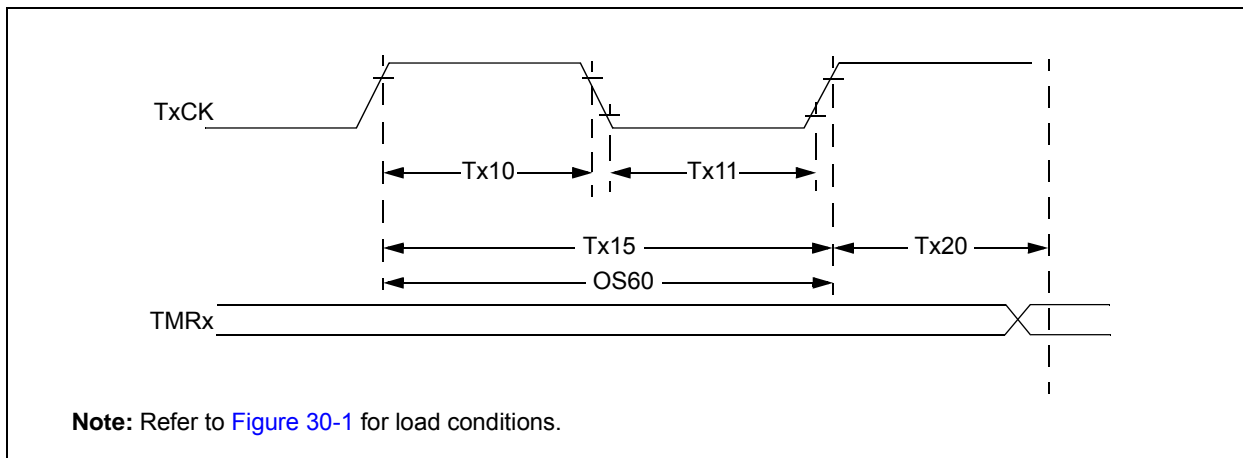 TxCK
Tx10
Tx11
Tx15
Tx20
OS60
TMRx
Note: Refer to Figure 30-1 for load conditions.